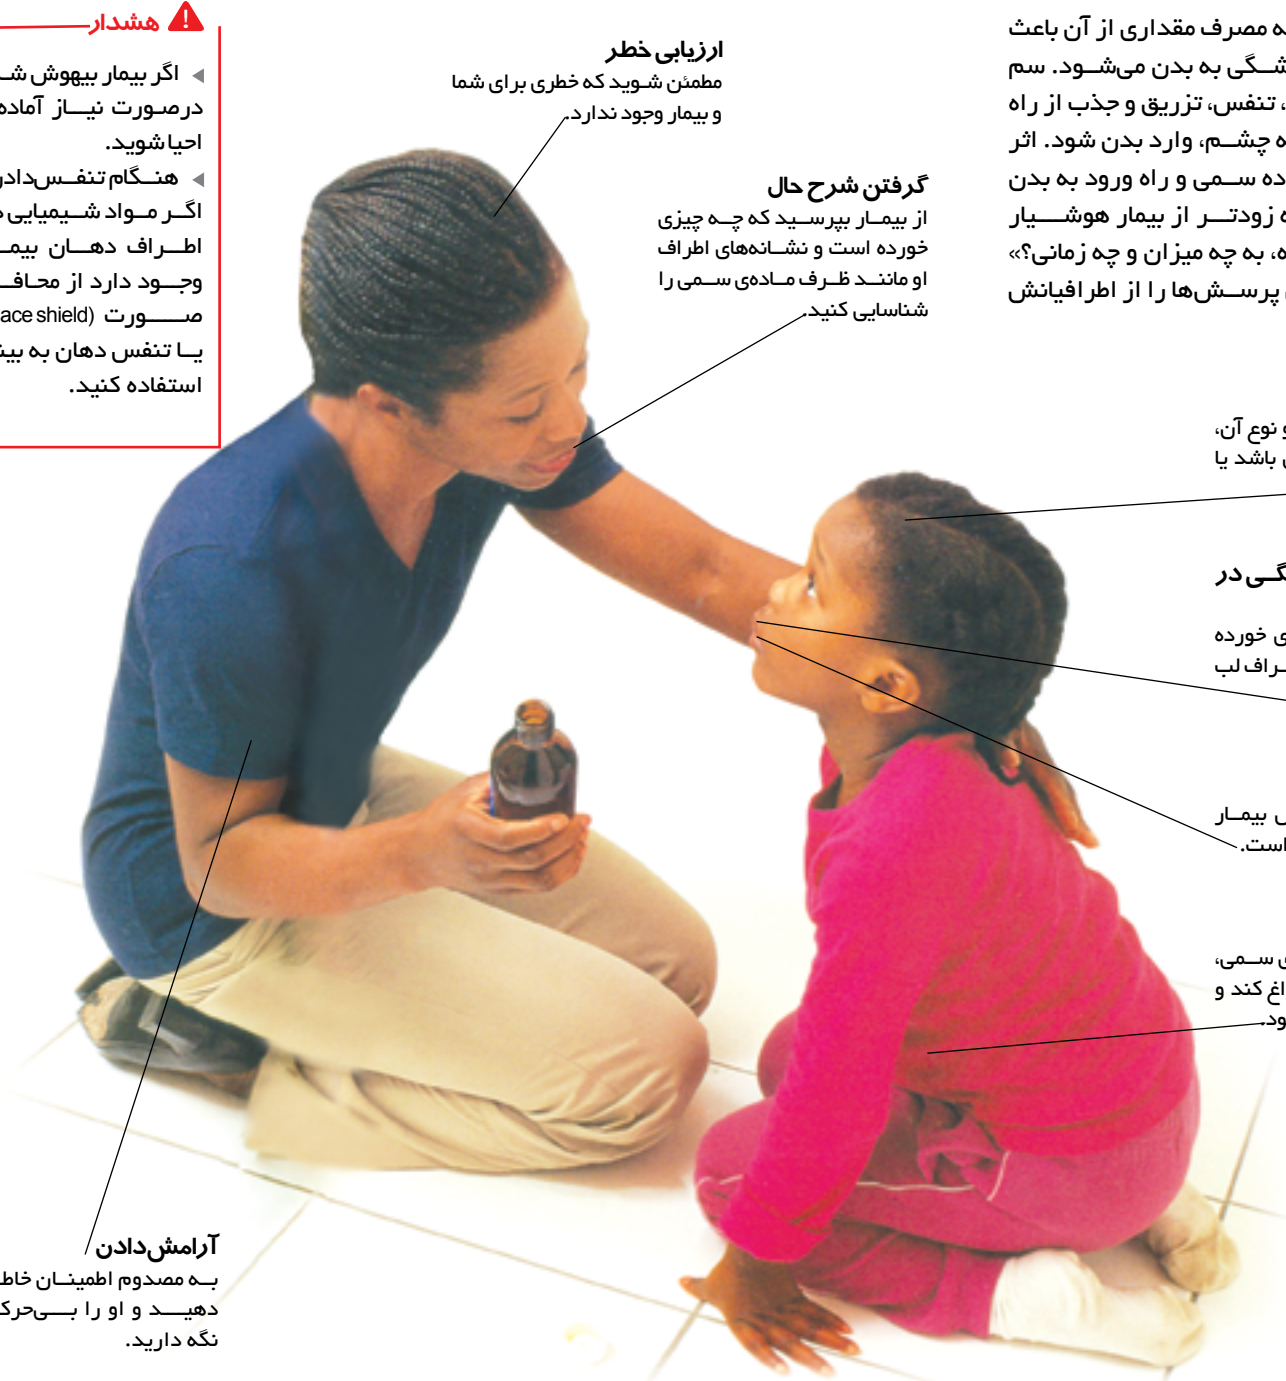 ه مصرف مقداری از آن باعث
شگی به بدن می‌شود. سم
، تنفس، تزریق و جذب از راه
ه چشم، وارد بدن شود. اثر
ده سمی و راه ورود به بدن
ه زودتر از بیمار هوشیار
ه، به چه میزان و چه زمانی؟»
پرسش‌ها را از اطرافیانش
هشدار
اگر بیمار بیهوش شد
درصورت نیاز آماده
احیا شوید.
هنگام تنفس‌دادن
اگر مواد شیمیایی
اطراف دهان بیمار
وجود دارد از محافظ
صورت (ace shield
یا تنفس دهان به بینی
استفاده کنید.
ارزیابی خطر
مطمئن شوید که خطری برای شما
و بیمار وجود ندارد.
گرفتن شرح حال
از بیمار بپرسید که چه چیزی
خورده است و نشانه‌های اطراف
او مانند ظرف ماده‌ی سمی را
شناسایی کنید.
و نوع آن،
باشد یا
گی در
ی خورده
راف لب
بیمار
است.
ی سمی،
اغ کند و
ود.
آرامش‌دادن
به مصدوم اطمینان خاطر
دهید و او را بی‌حرکت
نگه دارید.